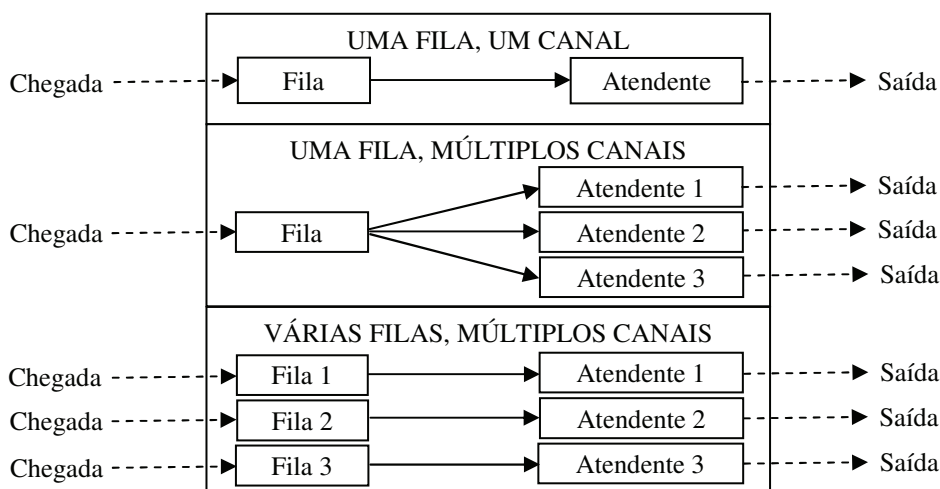 UMA FILA, UM CANAL
Chegada Fila Atendente Saída
UMA FILA, MÚLTIPLOS CANAIS
Atendente 1 Saída
Chegada Fila Atendente 2 Saída
Atendente 3 Saída
VÁRIAS FILAS, MÚLTIPLOS CANAIS
Chegada Fila 1 Atendente 1 Saída
Chegada Fila 2 Atendente 2 Saída
Chegada Fila 3 Atendente 3 Saída